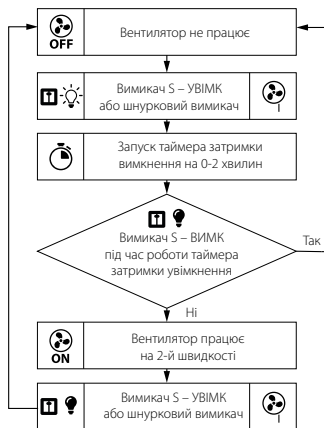 OFF
Вентилятор не працює
Вимикач S – УВІМК
або шнурковий вимикач
Запуск таймера затримки
вимкнення на 0-2 хвилин
Вимикач S – ВИМК
під час роботи таймера
затримки увімкнення
Так
Ні
ON
Вентилятор працює
на 2-й швидкості
Вимикач S – УВІМК
або шнурковий вимикач